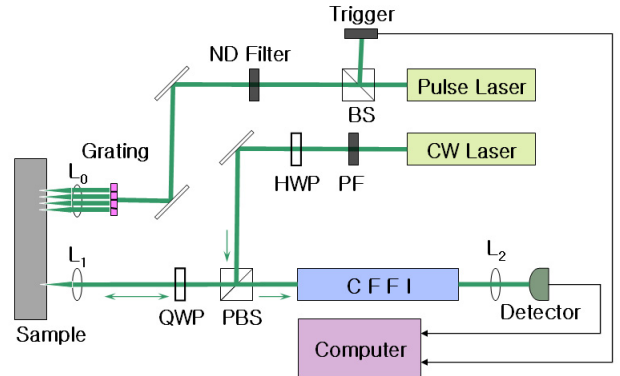 Trigger
ND Filter
Pulse Laser
BS
Grating
CW Laser
L0
HWP
PF
L1
L2
C F F I
QWP
PBS
Detector
Sample
Computer